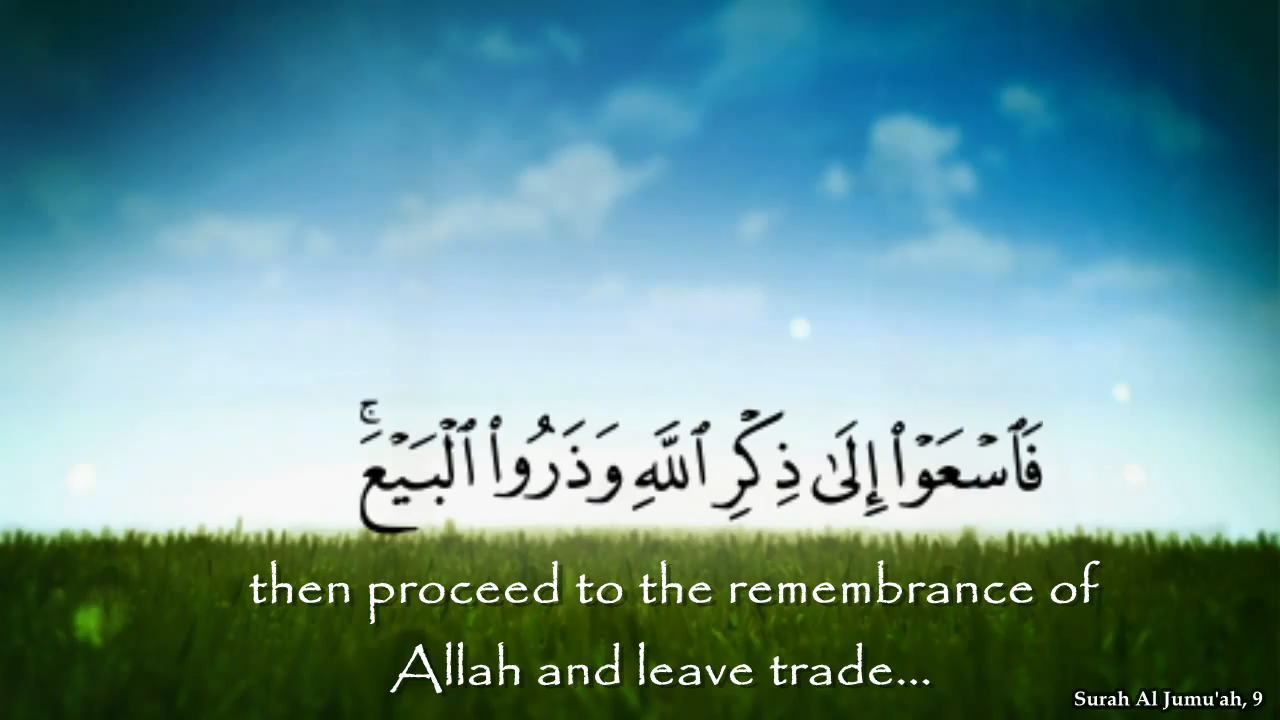 فَٱسْعَوْا۟ إِلَىٰ ذِكْرِ ٱللَّهِ وَذَرُوا۟ ٱلْبَيْعَ ۚ
then proceed to the remembrance of
Allah and leave trade...
Surah Al Jumu'ah, 9